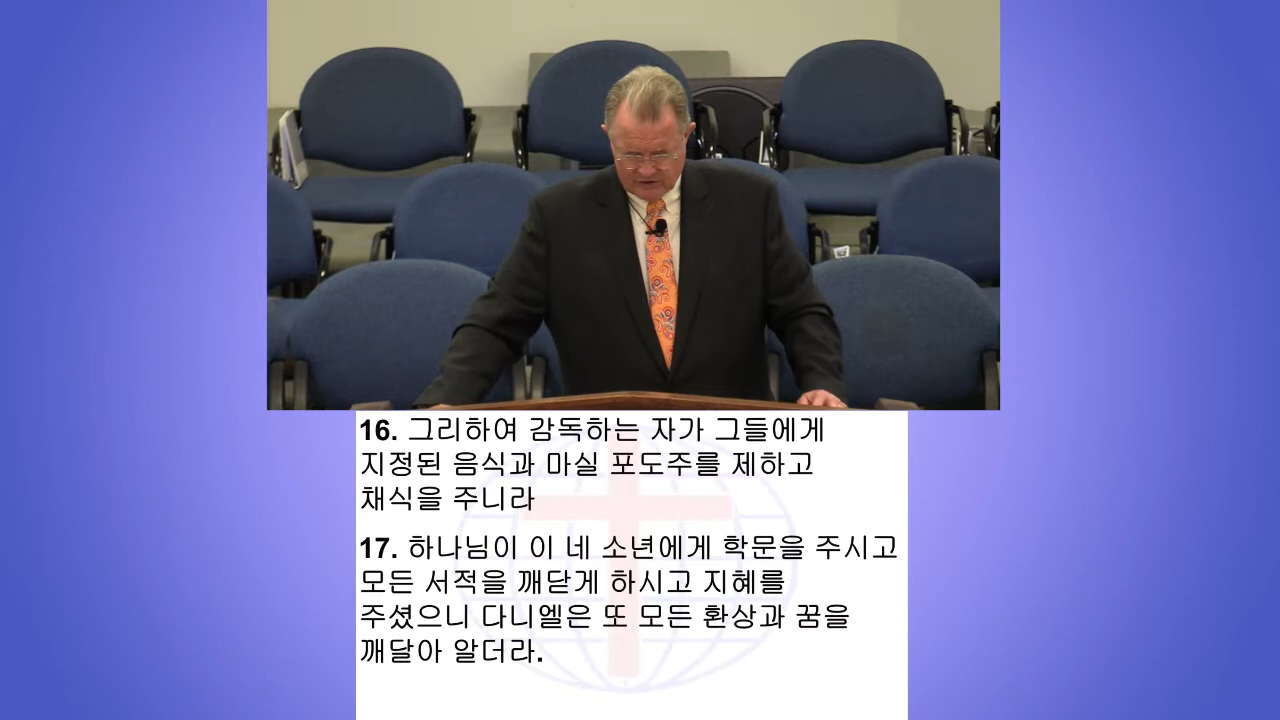 16. 그리하여 감독하는 자가 그들에게
지정된 음식과 마실 포도주를 제하고
채식을 주니라
17. 하나님이 이 네 소년에게 학문을 주시고
모든 서적을 깨닫게 하시고 지혜를
주셨으니 다니엘은 또 모든 환상과 꿈을
깨달아 알더라.